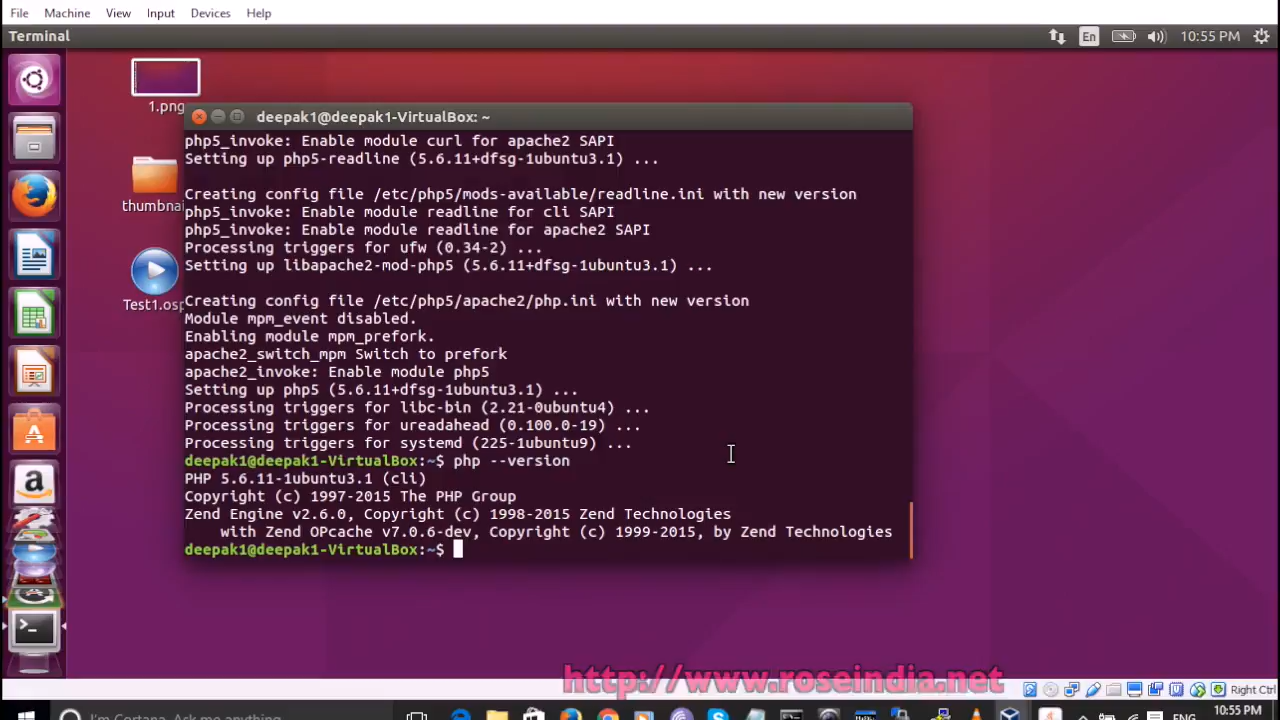 File Machine View Input Devices Help
Terminal En 10:55 PM
1.png
deepak1@deepak1-VirtualBox: ~
php5_invoke: Enable module curl for apache2 SAPI
Setting up php5-readline (5.6.11+dfsg-1ubuntu3.1) ...
Creating config file /etc/php5/mods-available/readline.ini with new version
thumbnai
php5_invoke: Enable module readline for cli SAPI
php5_invoke: Enable module readline for apache2 SAPI
Processing triggers for ufw (0.34-2) ...
Setting up libapache2-mod-php5 (5.6.11+dfsg-1ubuntu3.1) ...
Test1.osp
Creating config file /etc/php5/apache2/php.ini with new version
Module mpm_event disabled.
Enabling module mpm_prefork.
apache2_switch_mpm Switch to prefork
apache2_invoke: Enable module php5
Setting up php5 (5.6.11+dfsg-1ubuntu3.1) ...
Processing triggers for libc-bin (2.21-0ubuntu4) ...
Processing triggers for ureadahead (0.100.0-19) ...
Processing triggers for systemd (225-1ubuntu9) ...
deepak1@deepak1-VirtualBox:~$ php --version
PHP 5.6.11-1ubuntu3.1 (cli)
Copyright (c) 1997-2015 The PHP Group
Zend Engine v2.6.0, Copyright (c) 1998-2015 Zend Technologies
with Zend OPcache v7.0.6-dev, Copyright (c) 1999-2015, by Zend Technologies
deepak1@deepak1-VirtualBox:~$
http://www.roseindia.net
Right Ctrl
I'm Cortana. Ask me anything.
ENG 10:55 PM